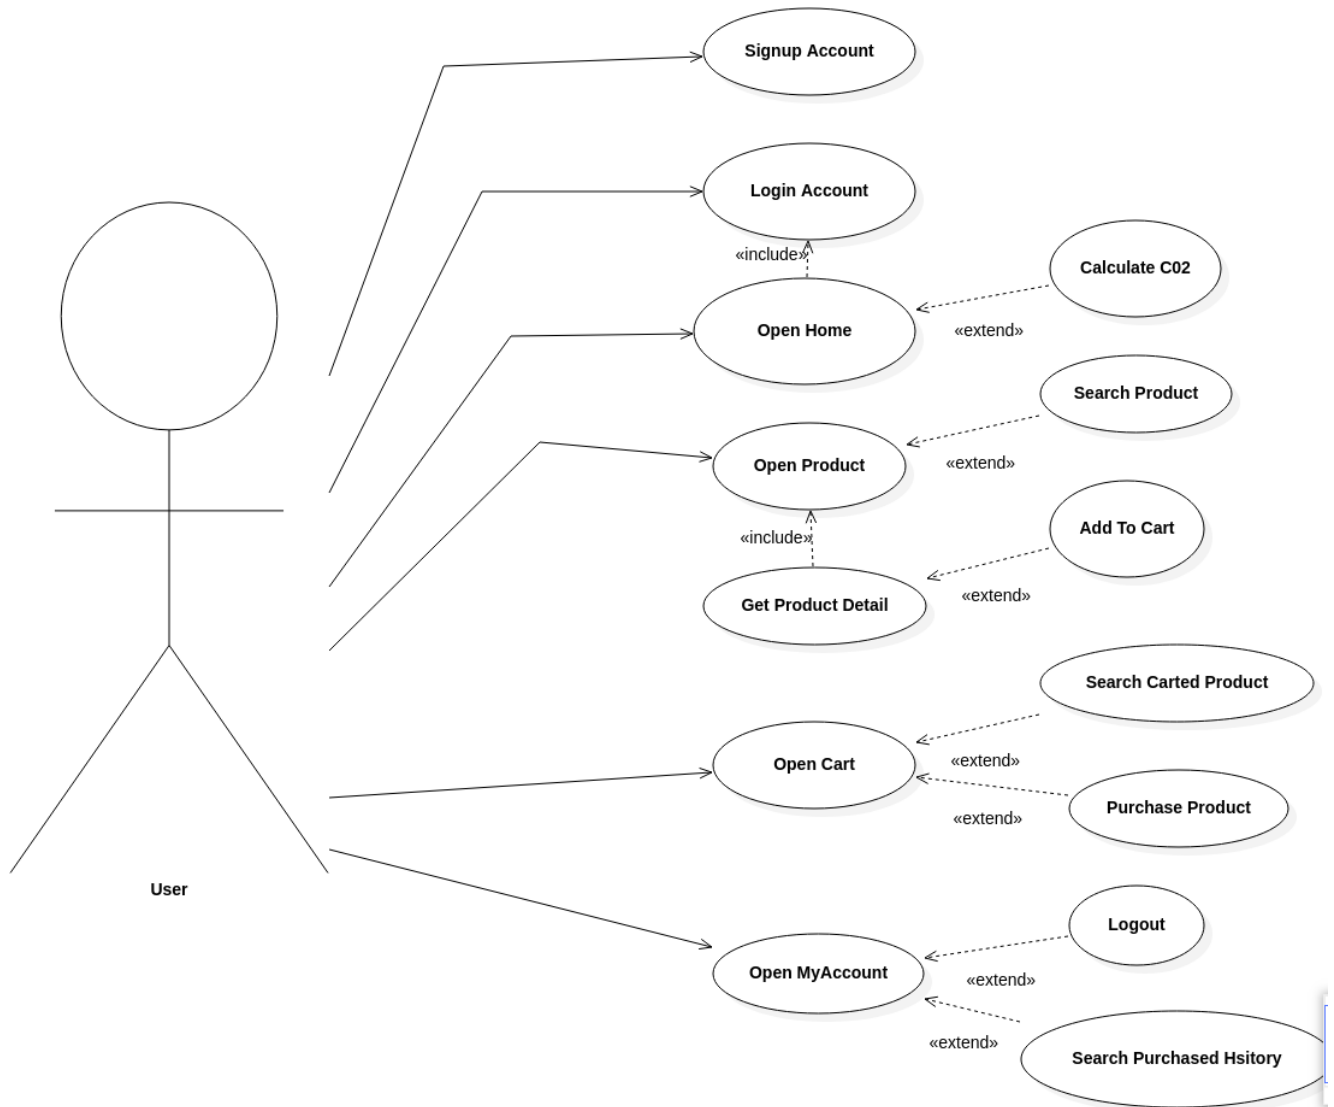 Signup Account
Login Account
«include»
Calculate C02
Open Home
«extend»
Search Product
Open Product
«extend»
Add To Cart
«include»
Get Product Detail
«extend»
Search Carted Product
Open Cart
«extend»
Purchase Product
«extend»
User
Logout
Open MyAccount
«extend»
«extend»
Search Purchased Hsitory